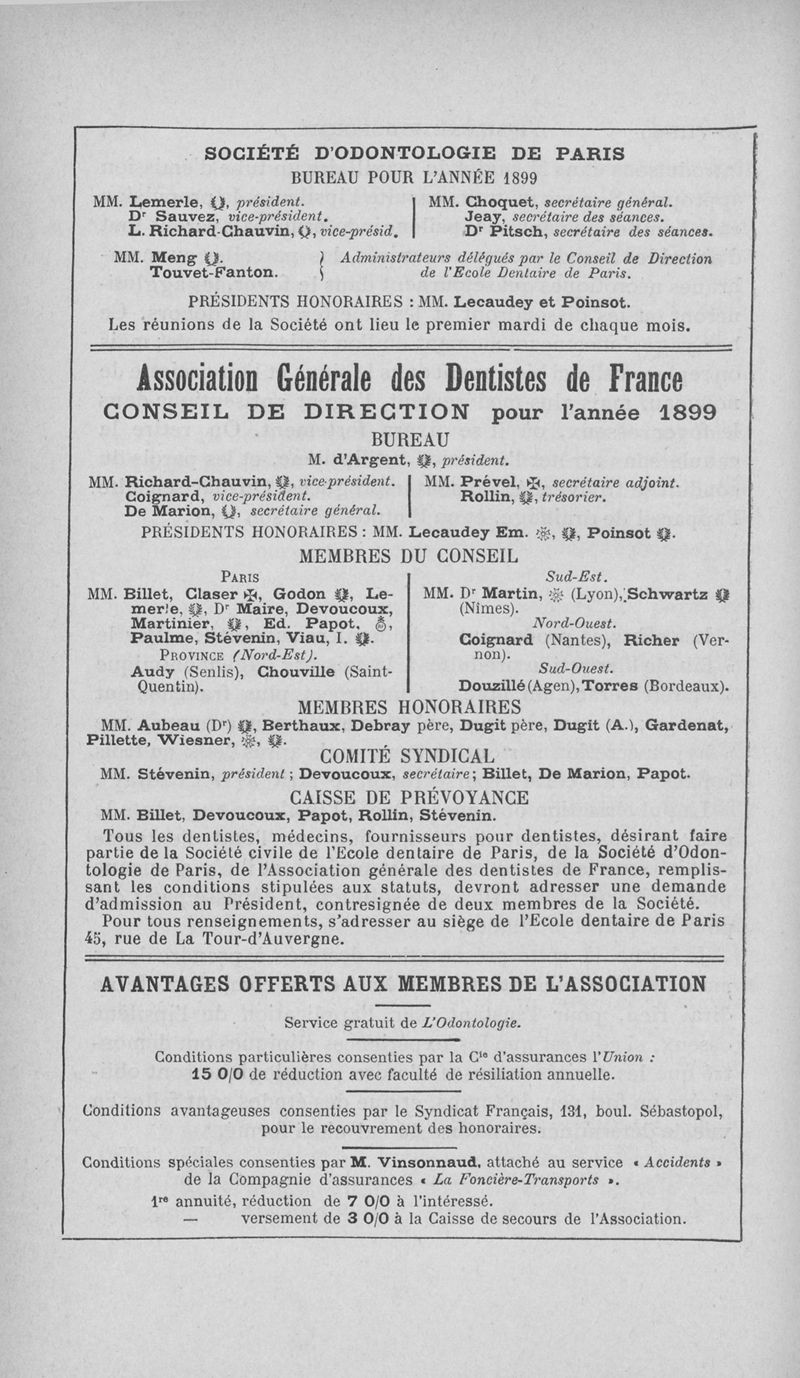 SOCIÉTÉ D'ODONTOLOGIE DE PARIS
BUREAU POUR L'ANNÉE 1899
MM. Lemerle, président.
Dr Sauvez, vice-président.
L. Richard-Chauvin, vice-présid.
MM. Choquet, secrétaire général.
Jeay, secrétaire des séances.
Dr Pitsch, secrétaire des séances.
MM. Meng
Touvet-Fanton.
Administrateurs délégués par le Conseil de Direction
de l'Ecole Dentaire de Paris.
PRÉSIDENTS HONORAIRES : MM. Lecaudey et Poinsot.
Les réunions de la Société ont lieu le premier mardi de chaque mois.
Association Générale des Dentistes de France
CONSEIL DE DIRECTION pour l'année 1899
BUREAU
M. d'Argent, président.
MM. Richard-Chauvin, vice-président.
Coignard, vice-président.
De Marion, secrétaire général.
MM. Prével, secrétaire adjoint.
Rollin, trésorier.
PRÉSIDENTS HONORAIRES : MM. Lecaudey Em. , Poinsot .
MEMBRES DU CONSEIL
PARIS
MM. Billet, Claser , Godon , Le-
merle, , Dr Maire, Devoucoux,
Martinier, , Ed. Papot, ,
Paulme, Stévenin, Viau, I. .
PROVINCE (Nord-Est).
Audy (Senlis), Chouville (Saint-
Quentin).
Sud-Est.
MM. Dr Martin, (Lyon), Schwartz
(Nîmes).
Nord-Ouest.
Coignard (Nantes), Richer (Ver-
non).
Sud-Ouest.
Douzillé (Agen), Torres (Bordeaux).
MEMBRES HONORAIRES
MM. Aubeau (Dr) , Berthaux, Debray père, Dugit père, Dugit (A.), Gardenat,
Pillette, Wiesner, , .
COMITÉ SYNDICAL
MM. Stévenin, président ; Devoucoux, secrétaire ; Billet, De Marion, Papot.
CAISSE DE PRÉVOYANCE
MM. Billet, Devoucoux, Papot, Rollin, Stévenin.
Tous les dentistes, médecins, fournisseurs pour dentistes, désirant faire
partie de la Société civile de l'Ecole dentaire de Paris, de la Société d'Odon-
tologie de Paris, de l'Association générale des dentistes de France, remplis-
sant les conditions stipulées aux statuts, devront adresser une demande
d'admission au Président, contresignée de deux membres de la Société.
Pour tous renseignements, s'adresser au siège de l'Ecole dentaire de Paris
45, rue de La Tour-d'Auvergne.
AVANTAGES OFFERTS AUX MEMBRES DE L'ASSOCIATION
Service gratuit de L'Odontologie.
Conditions particulières consenties par la Cie d'assurances l'Union :
15 0/0 de réduction avec faculté de résiliation annuelle.
Conditions avantageuses consenties par le Syndicat Français, 131, boul. Sébastopol,
pour le recouvrement des honoraires.
Conditions spéciales consenties par M. Vinsonnaud, attaché au service « Accidents »
de la Compagnie d'assurances « La Foncière-Transports ».
1re annuité, réduction de 7 0/0 à l'intéressé.
— versement de 3 0/0 à la Caisse de secours de l'Association.